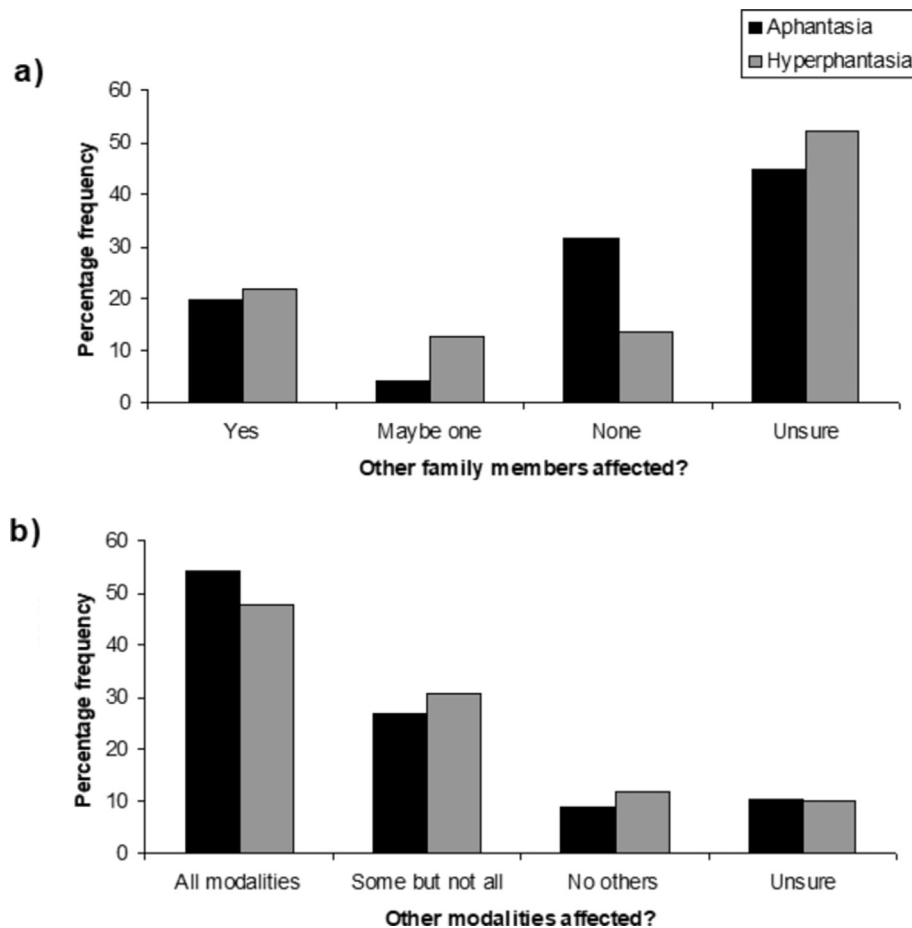 Aphantasia
Hyperphantasia
a)
60
50
40
30
20
10
0
Percentage frequency
Yes Maybe one None Unsure
Other family members affected?
b)
60
50
40
30
20
10
0
Percentage frequency
All modalities Some but not all No others Unsure
Other modalities affected?